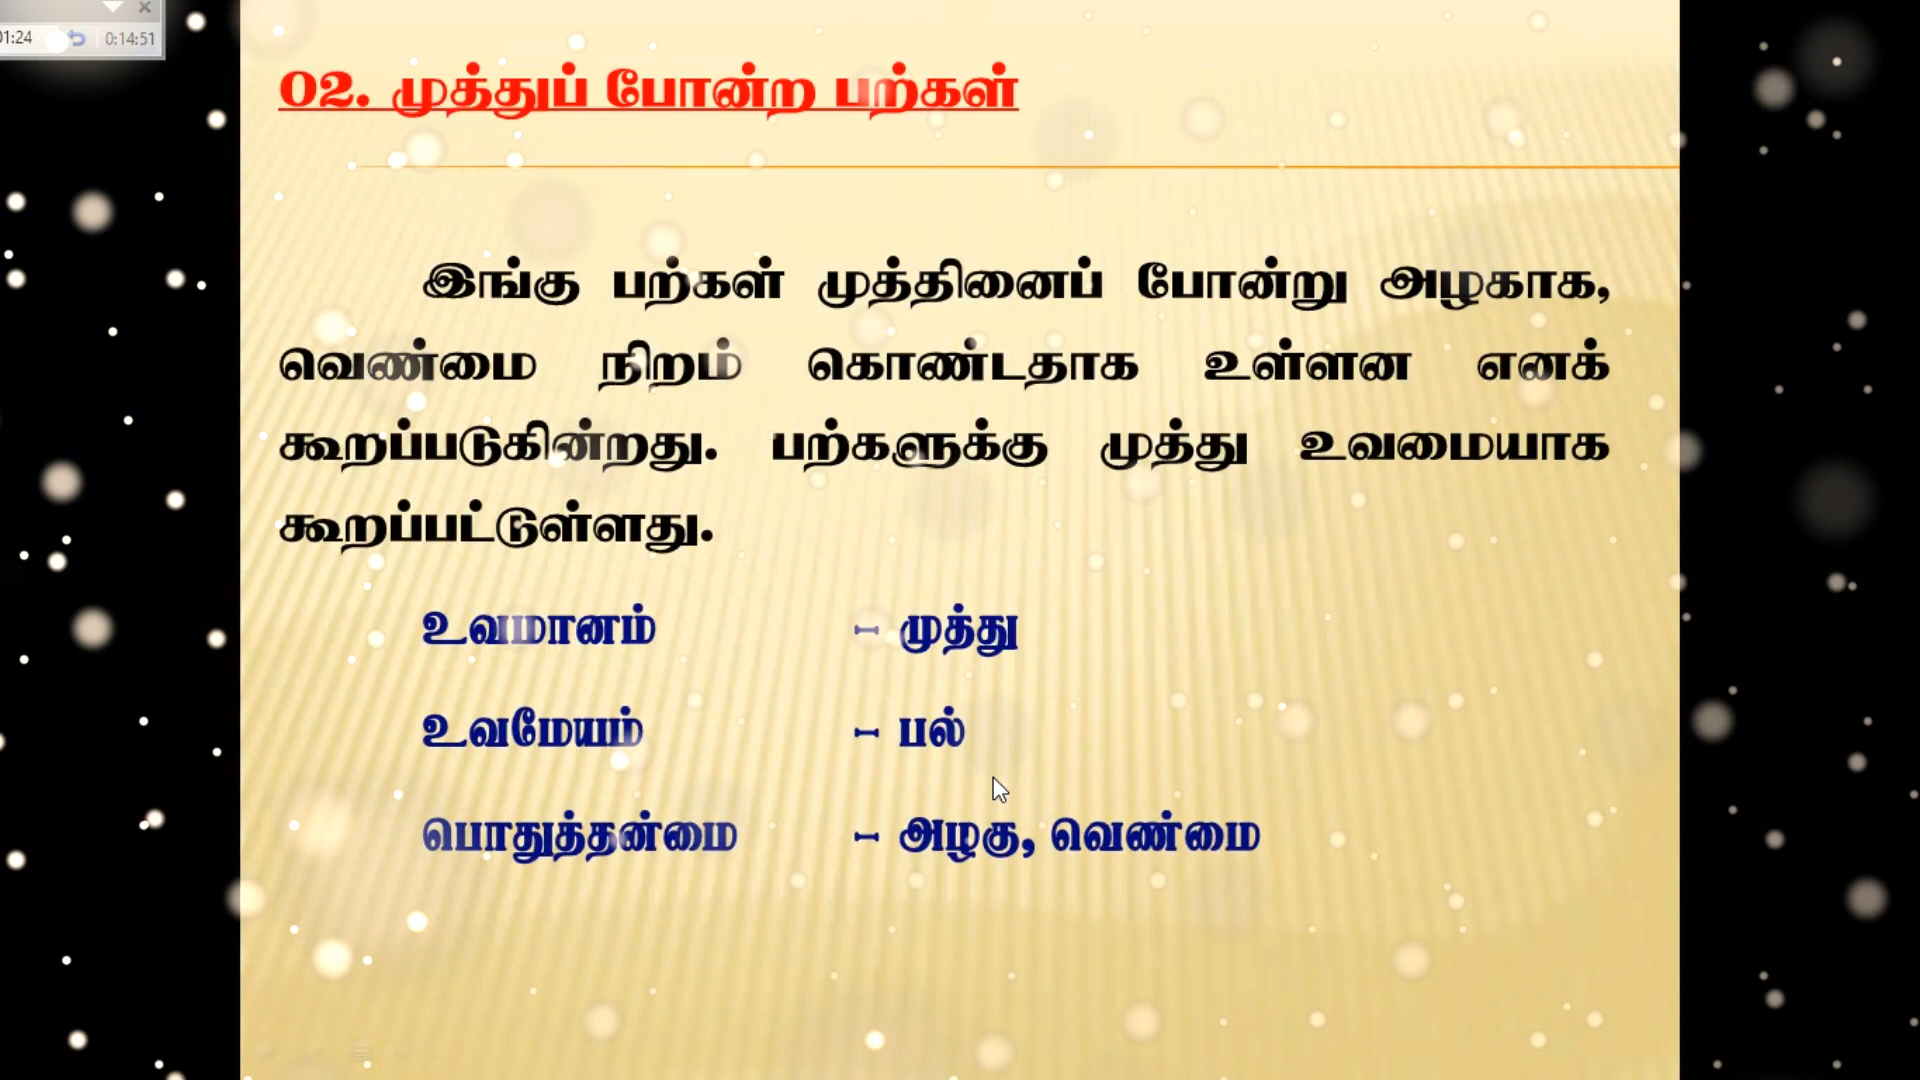 01:24 0:14:51
02. முத்துப் போன்ற பற்கள்
இங்கு பற்கள் முத்தினைப் போன்று அழகாக,
வெண்மை நிறம் கொண்டதாக உள்ளன எனக்
கூறப்படுகின்றது. பற்களுக்கு முத்து உவமையாக
கூறப்பட்டுள்ளது.
உவமானம் - முத்து
உவமேயம் - பல்
பொதுத்தன்மை - அழகு, வெண்மை